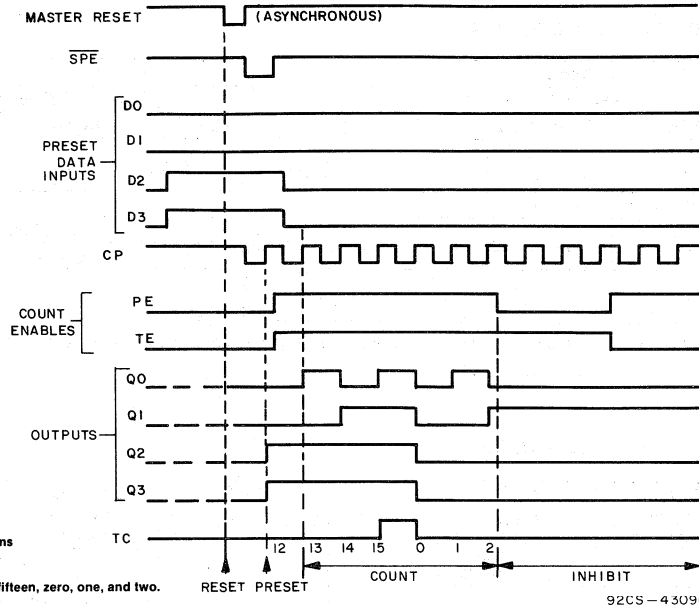 MASTER RESET
(ASYNCHRONOUS)
SPE
PRESET
DATA
INPUTS
D0
D1
D2
D3
CP
COUNT
ENABLES
PE
TE
OUTPUTS
Q0
Q1
Q2
Q3
TC
12 13 14 15 0 1 2
ns
fifteen, zero, one, and two.
RESET PRESET
COUNT
INHIBIT
92CS-4309